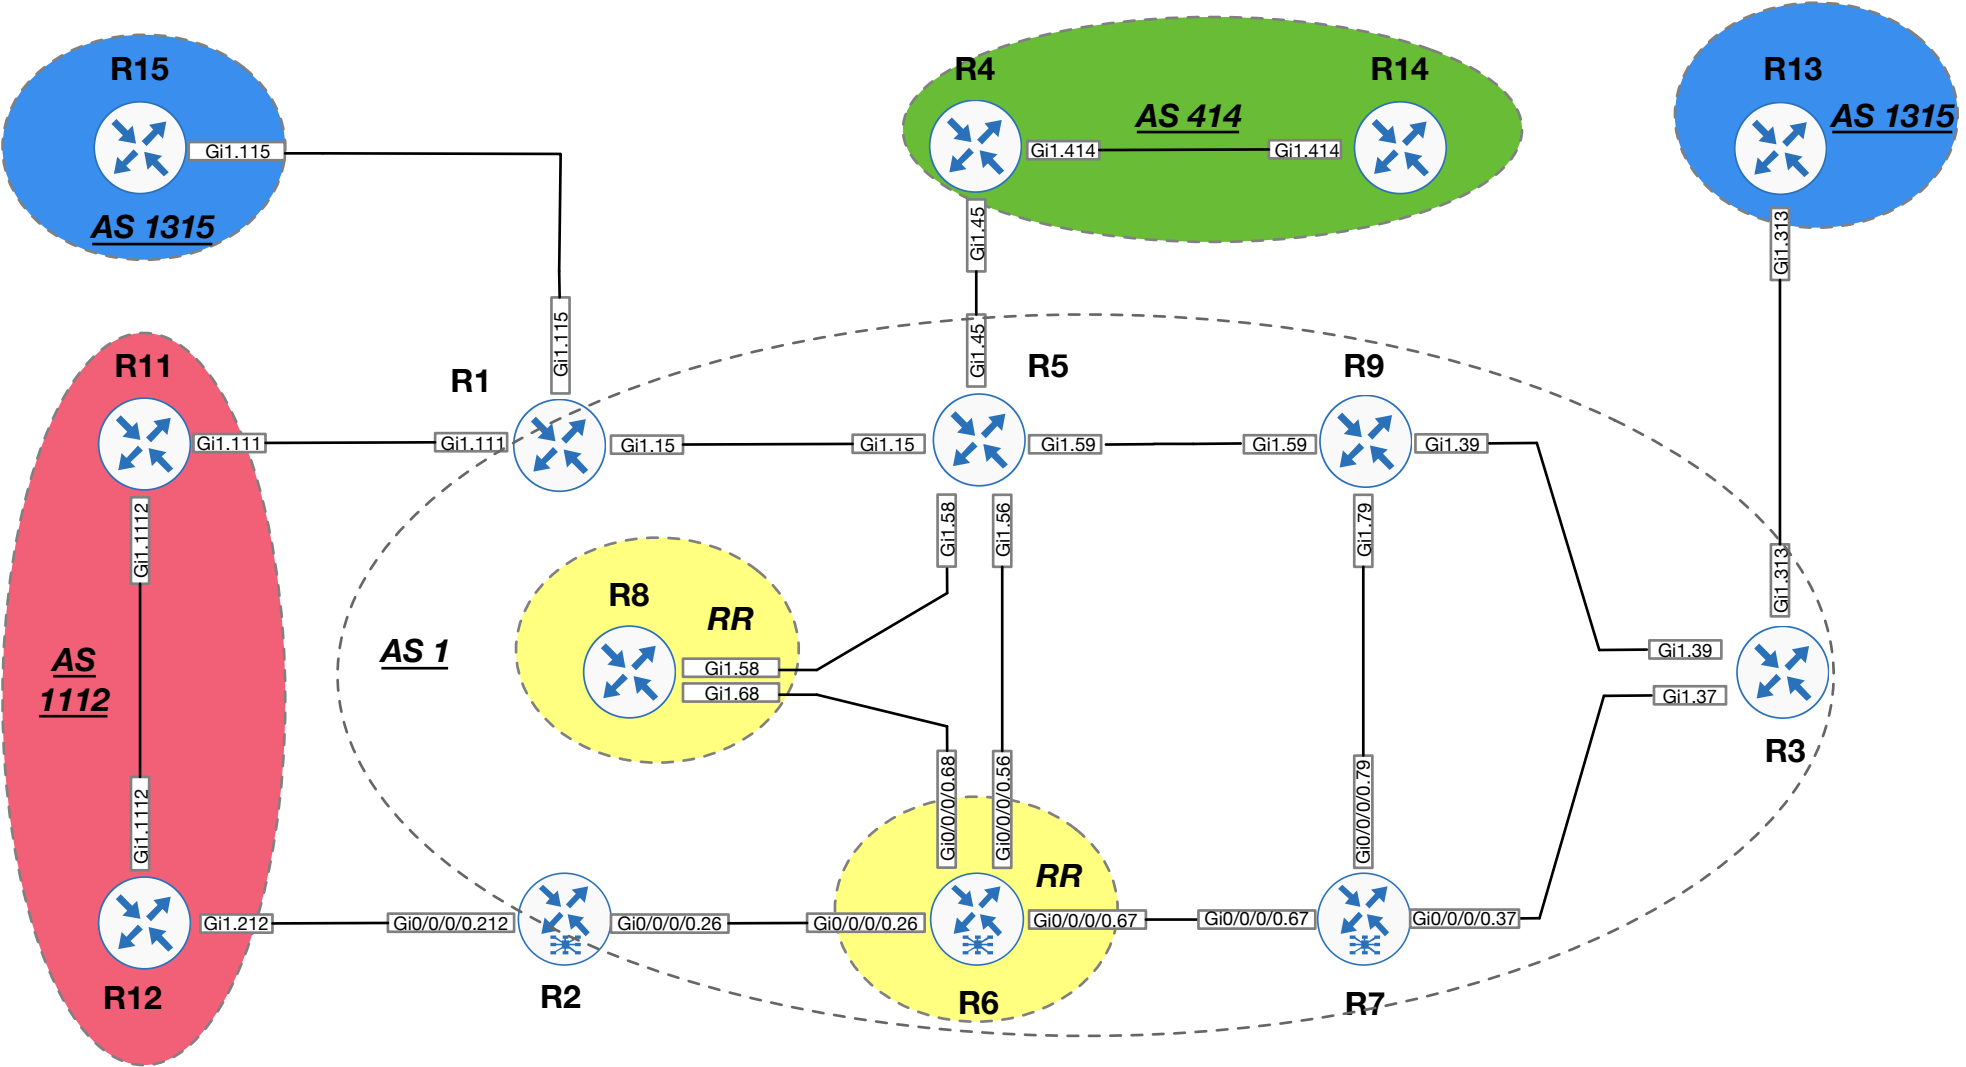 R15
Gi1.115
AS 1315
R4
R14
AS 414
Gi1.414
Gi1.414
Gi1.45
R13
AS 1315
Gi1.313
Gi1.115
Gi1.45
R11
R1
R5
R9
Gi1.111
Gi1.111
Gi1.15
Gi1.15
Gi1.59
Gi1.59
Gi1.39
Gi1.1112
Gi1.58
Gi1.56
Gi1.79
Gi1.313
R8
RR
Gi1.58
Gi1.68
AS 1
AS
1112
Gi1.39
Gi1.37
R3
Gi1.1112
Gi0/0/0/0.68
Gi0/0/0/0.56
Gi0/0/0/0.79
RR
Gi1.212
Gi0/0/0/0.212
Gi0/0/0/0.26
Gi0/0/0/0.26
Gi0/0/0/0.67
Gi0/0/0/0.67
Gi0/0/0/0.37
R12
R2
R6
R7